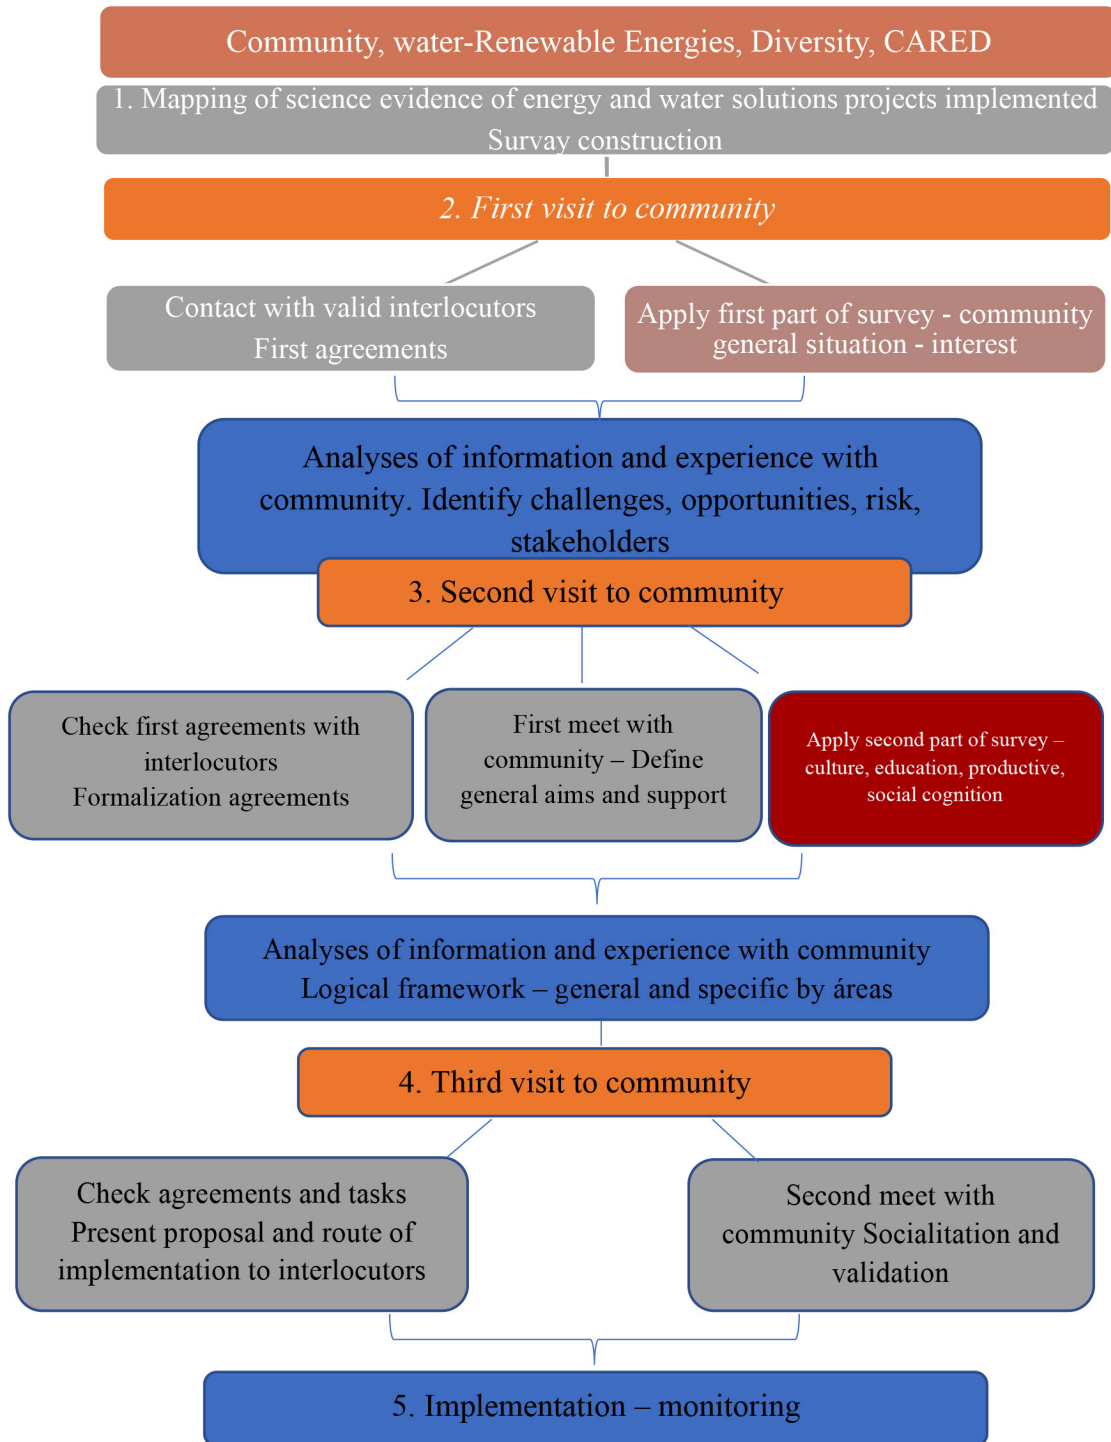 Community, water-Renewable Energies, Diversity, CARED
1. Mapping of science evidence of energy and water solutions projects implemented
Survay construction
2. First visit to community
Contact with valid interlocutors
First agreements
Apply first part of survey - community
general situation - interest
Analyses of information and experience with
community. Identify challenges, opportunities, risk,
stakeholders
3. Second visit to community
Check first agreements with
interlocutors
Formalization agreements
First meet with
community – Define
general aims and support
Apply second part of survey –
culture, education, productive,
social cognition
Analyses of information and experience with community
Logical framework – general and specific by áreas
4. Third visit to community
Check agreements and tasks
Present proposal and route of
implementation to interlocutors
Second meet with
community Socialitation and
validation
5. Implementation – monitoring